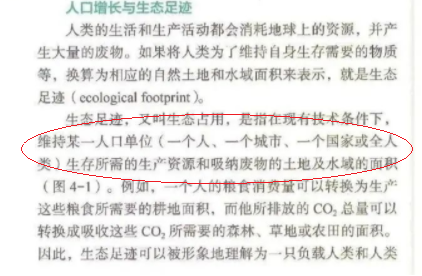 人口增长与生态足迹
人类的生活和生产活动都会消耗地球上的资源，并产
生大量的废物。如果将人类为了维持自身生存需要的物质
等，换算为相应的自然土地和水域面积来表示，就是生态
足迹（ecological footprint）。
生态足迹，又叫生态占用，是指在现有技术条件下，
维持某一人口单位（一个人、一个城市、一个国家或全人
类）生存所需的生产资源和吸纳废物的土地及水域的面积
（图4-1）。例如，一个人的粮食消费量可以转换为生产
这些粮食所需要的耕地面积，而他所排放的CO₂总量可以
转换成吸收这些CO₂所需要的森林、草地或农田的面积。
因此，生态足迹可以被形象地理解为一只负载人类和人类